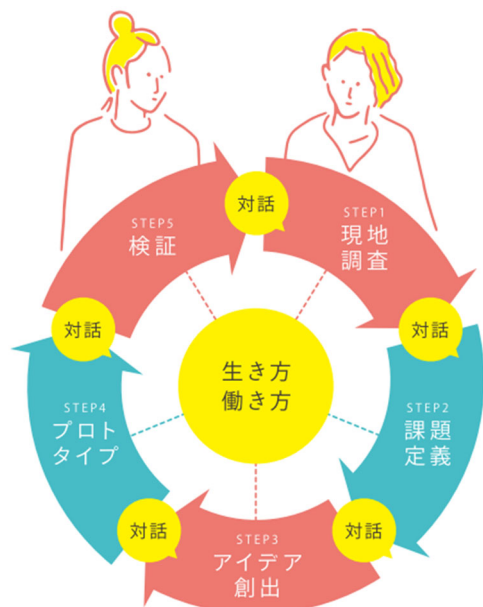 対話
STEP1
現地
調査
対話
STEP2
課題
定義
対話
STEP3
アイデア
創出
対話
STEP4
プロト
タイプ
対話
STEP5
検証
生き方
働き方